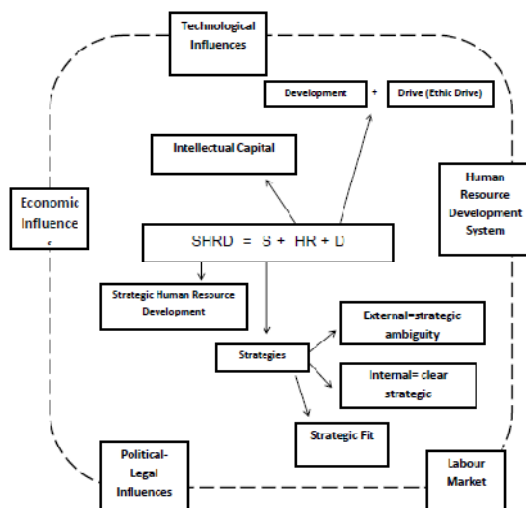 Technological
Influences
Development + Drive (Ethic Drive)
Intellectual Capital
Human
Resource
Development
System
Economic
Influence
s
SHRD = S + HR + D
Strategic Human Resource
Development
External=strategic
ambiguity
Strategies
Internal= clear
strategic
Strategic Fit
Political-
Legal
Influences
Labour
Market